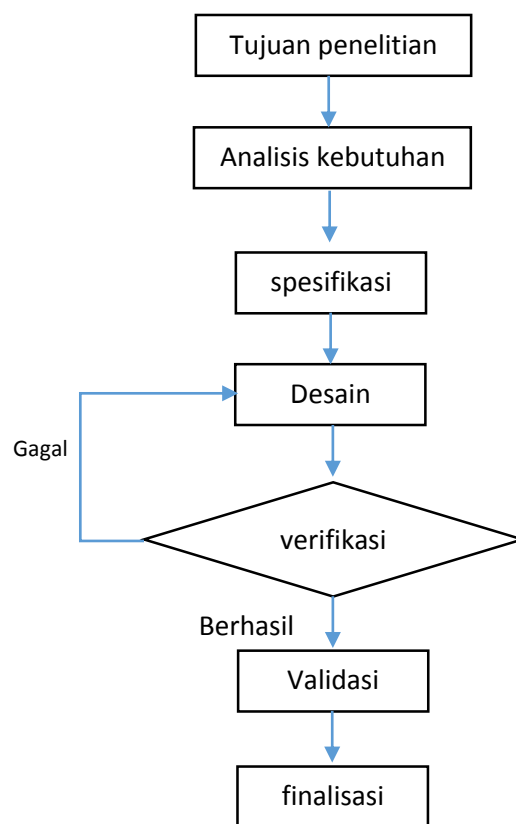 Tujuan penelitian
Analisis kebutuhan
spesifikasi
Desain
Gagal
verifikasi
Berhasil
Validasi
finalisasi